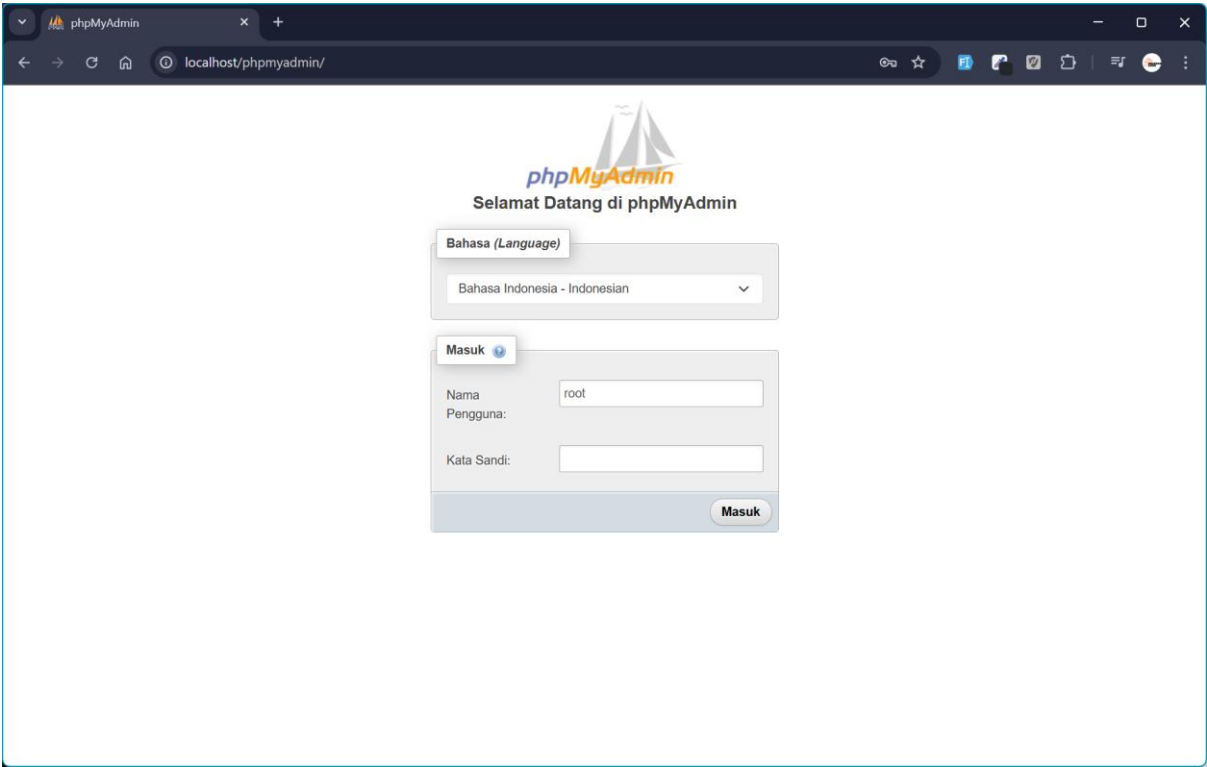 phpMyAdmin
localhost/phpmyadmin/
phpMyAdmin
Selamat Datang di phpMyAdmin
Bahasa (Language)
Bahasa Indonesia - Indonesian
Masuk
Nama
Pengguna:
root
Kata Sandi:
Masuk